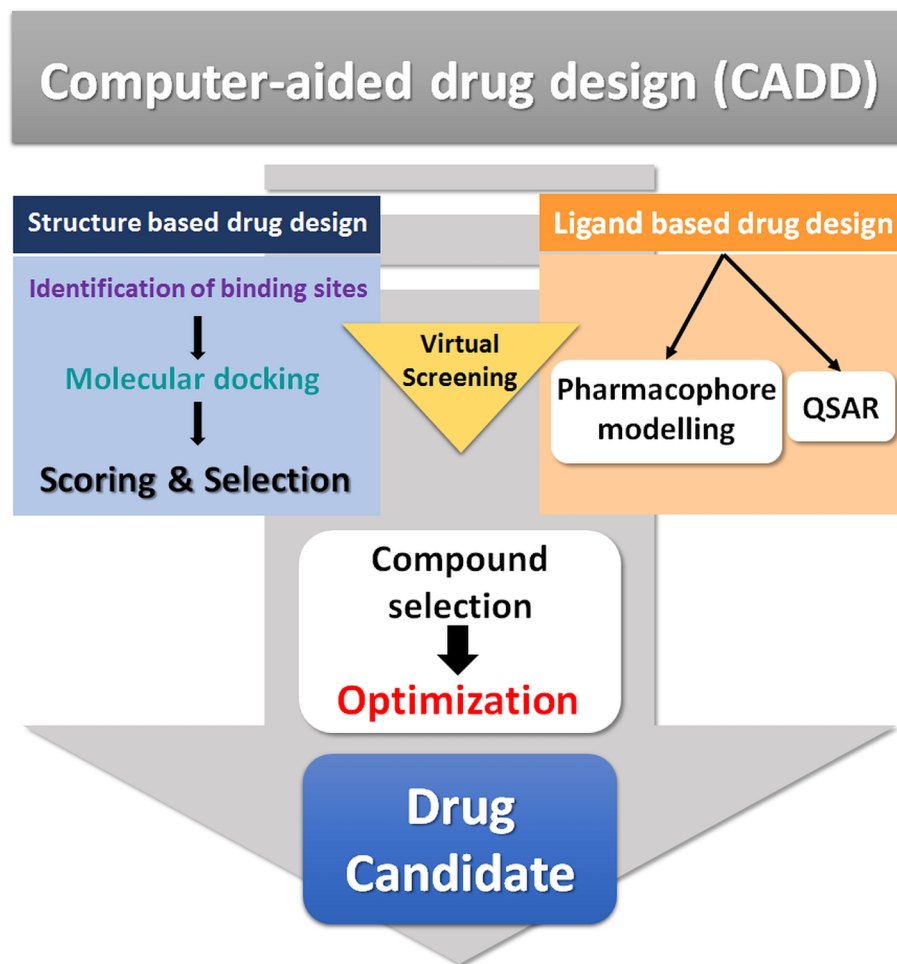 Computer-aided drug design (CADD)
Structure based drug design
Identification of binding sites
Molecular docking
Scoring & Selection
Virtual
Screening
Ligand based drug design
Pharmacophore
modelling
QSAR
Compound
selection
Optimization
Drug
Candidate